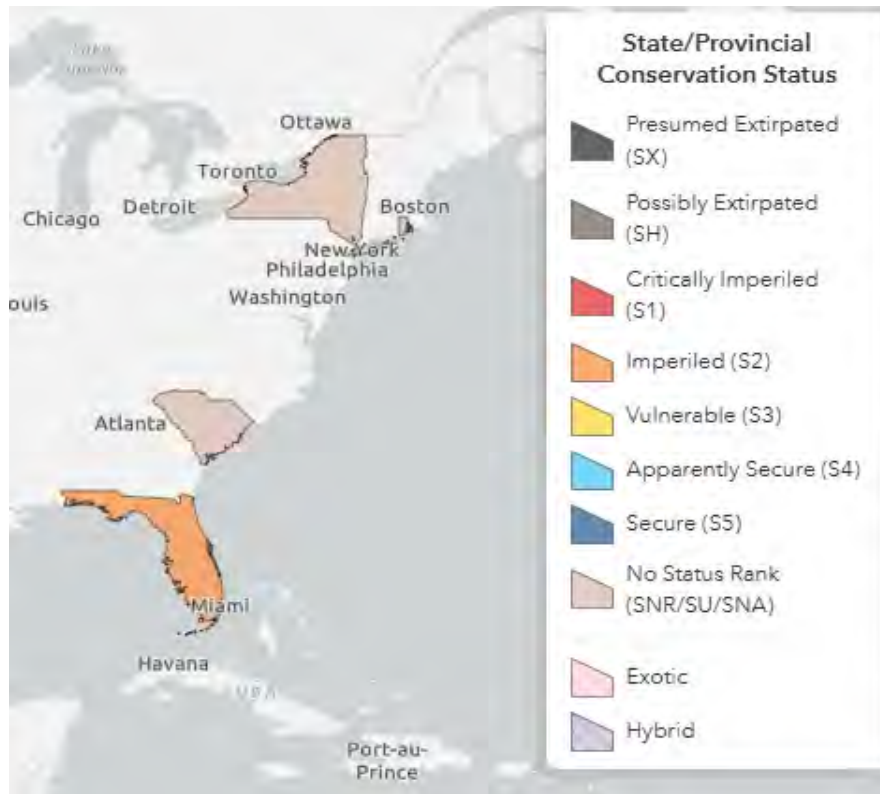 Ottawa
Toronto
Chicago
Detroit
Boston
New York
Philadelphia
Washington
ouis
Atlanta
Miami
Havana
Port-au-
Prince
State/Provincial
Conservation Status
Presumed Extirpated
(SX)
Possibly Extirpated
(SH)
Critically Imperiled
(S1)
Imperiled (S2)
Vulnerable (S3)
Apparently Secure (S4)
Secure (S5)
No Status Rank
(SNR/SU/SNA)
Exotic
Hybrid